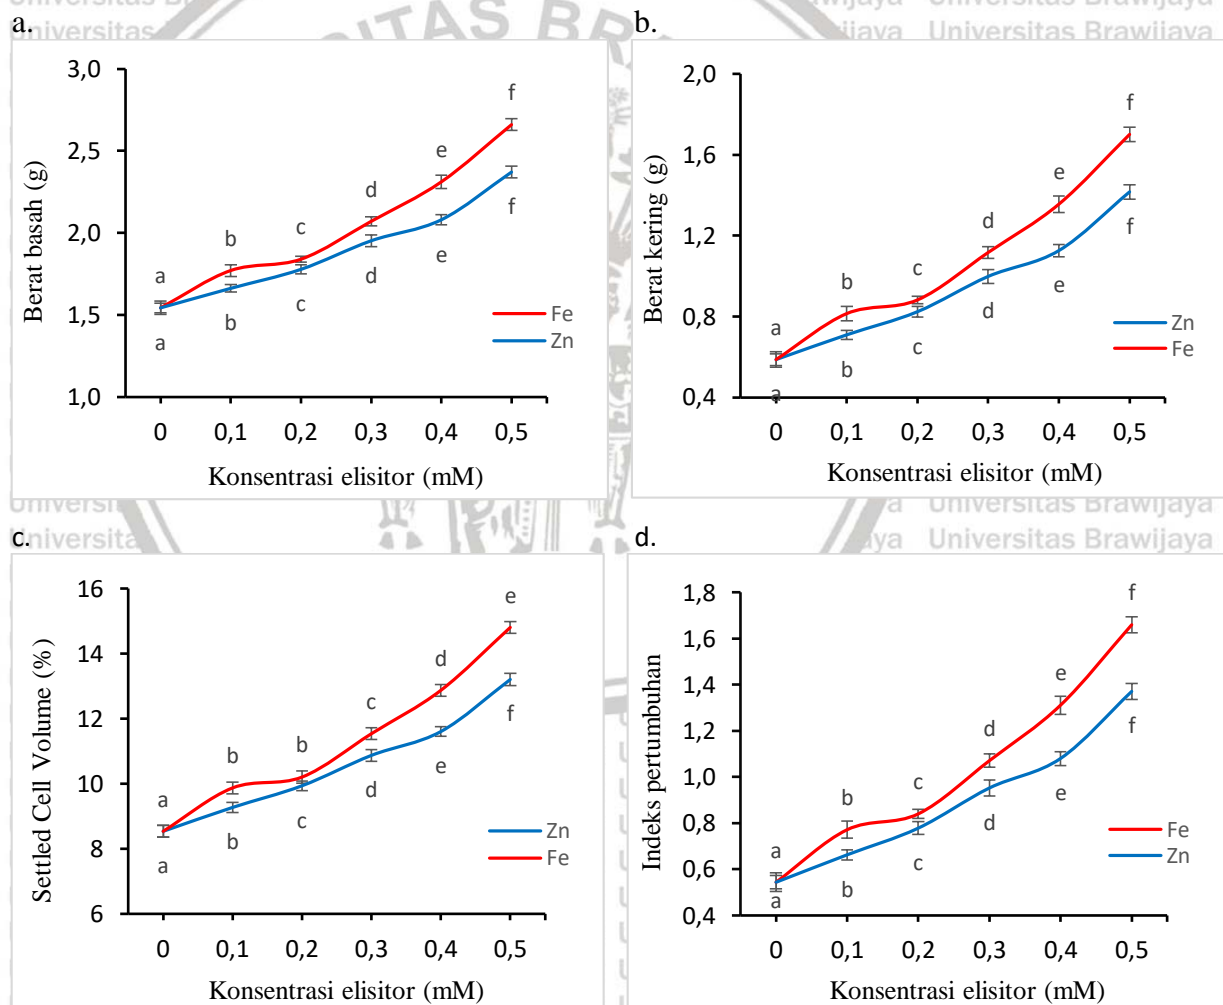 a.
3,0
2,5
2,0
1,5
1,0
Berat basah (g)
a b c d e f
a b c d e f
Fe
Zn
0 0,1 0,2 0,3 0,4 0,5
Konsentrasi elisitor (mM)
b.
2,0
1,6
1,2
0,8
0,4
Berat kering (g)
a b c d e f
a b c d e f
Zn
Fe
0 0,1 0,2 0,3 0,4 0,5
Konsentrasi elisitor (mM)
c.
16
14
12
10
8
6
Settled Cell Volume (%)
a b b c d e
a b c d e f
Zn
Fe
0 0,1 0,2 0,3 0,4 0,5
Konsentrasi elisitor (mM)
d.
1,8
1,6
1,4
1,2
1,0
0,8
0,6
0,4
Indeks pertumbuhan
a b c d e f
a b c d e f
Fe
Zn
0 0,1 0,2 0,3 0,4 0,5
Konsentrasi elisitor (mM)
Universitas
ITAS BR
Universitas Brawijaya
Universitas Brawijaya
Universitas Brawijaya